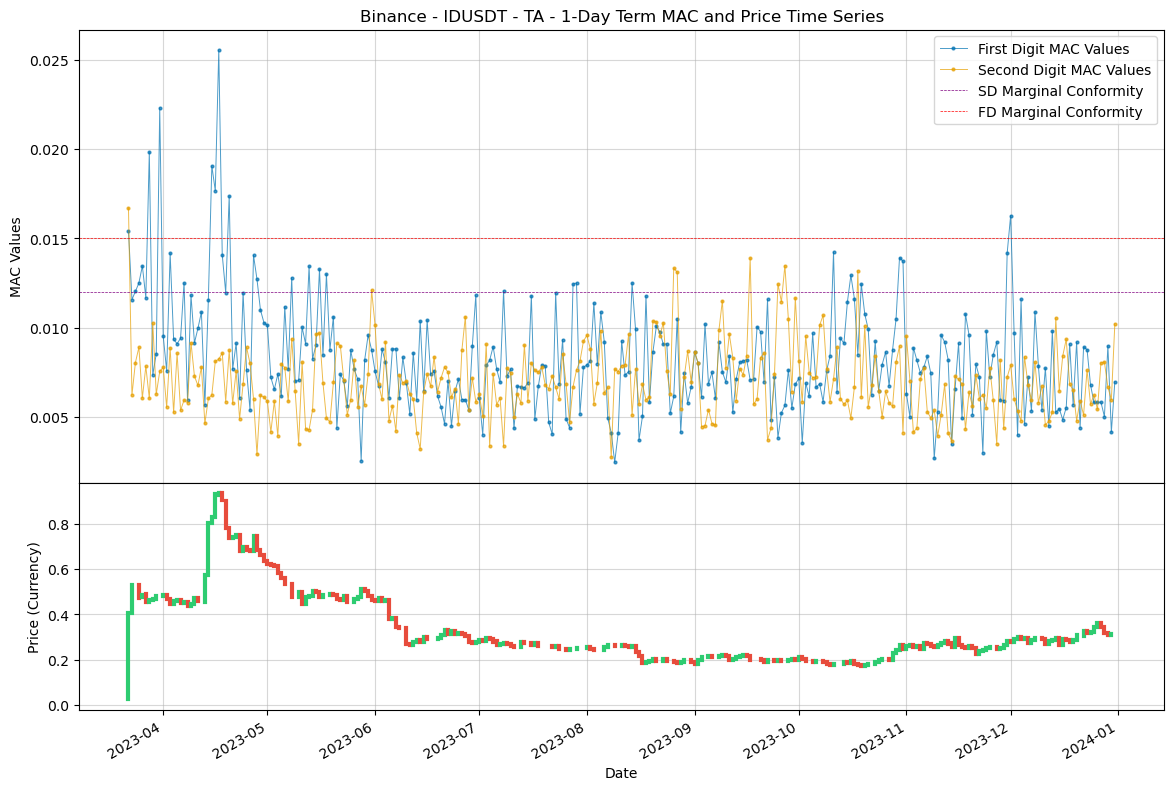 Binance - IDUSDT - TA - 1-Day Term MAC and Price Time Series
First Digit MAC Values
Second Digit MAC Values
SD Marginal Conformity
FD Marginal Conformity
MAC Values
0.025
0.020
0.015
0.010
0.005
Price (Currency)
0.8
0.6
0.4
0.2
0.0
2023-04
2023-05
2023-06
2023-07
2023-08
2023-09
2023-10
2023-11
2023-12
2024-01
Date